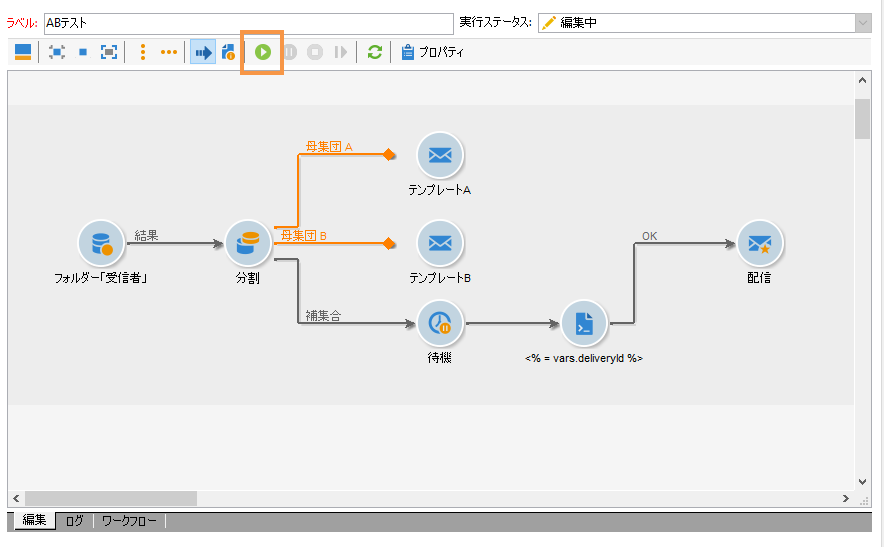 ラベル: ABテスト 実行ステータス: 編集中
プロパティ
母集団 A
テンプレートA
結果
母集団 B
OK
フォルダー「受信者」
分割
テンプレートB
配信
補集合
待機
<% = vars.deliveryId %>
編集 ログ ワークフロー